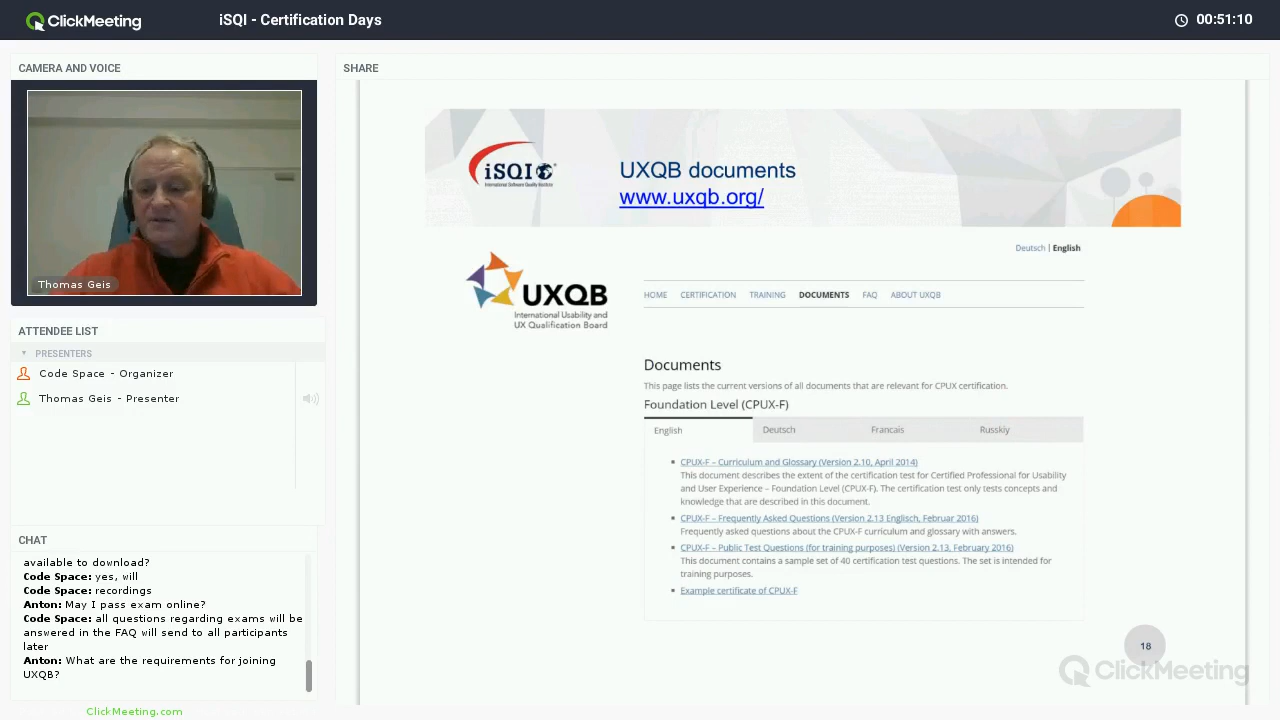 ClickMeeting
iSQI - Certification Days
00:51:10
CAMERA AND VOICE
Thomas Geis
ATTENDEE LIST
PRESENTERS
Code Space - Organizer
Thomas Geis - Presenter
CHAT
available to download?
Code Space: yes, will
Code Space: recordings
Anton: May I pass exam online?
Code Space: all questions regarding exams will be
answered in the FAQ will send to all participants
later
Anton: What are the requirements for joining
UXQB?
ClickMeeting.com
SHARE
iSQI
International Software Quality Institute
UXQB documents
www.uxqb.org/
Deutsch | English
UXQB
International Usability and
UX Qualification Board
HOME CERTIFICATION TRAINING DOCUMENTS FAQ ABOUT UXQB
Documents
This page lists the current versions of all documents that are relevant for CPUX certification.
Foundation Level (CPUX-F)
English Deutsch Francais Russkiy
CPUX-F – Curriculum and Glossary (Version 2.10, April 2014)
This document describes the extent of the certification test for Certified Professional for Usability
and User Experience – Foundation Level (CPUX-F). The certification test only tests concepts and
knowledge that are described in this document.
CPUX-F – Frequently Asked Questions (Version 2.13 Englisch, Februar 2016)
Frequently asked questions about the CPUX-F curriculum and glossary with answers.
CPUX-F – Public Test Questions (for training purposes) (Version 2.13, February 2016)
This document contains a sample set of 40 certification test questions. The set is intended for
training purposes.
Example certificate of CPUX-F
18
ClickMeeting